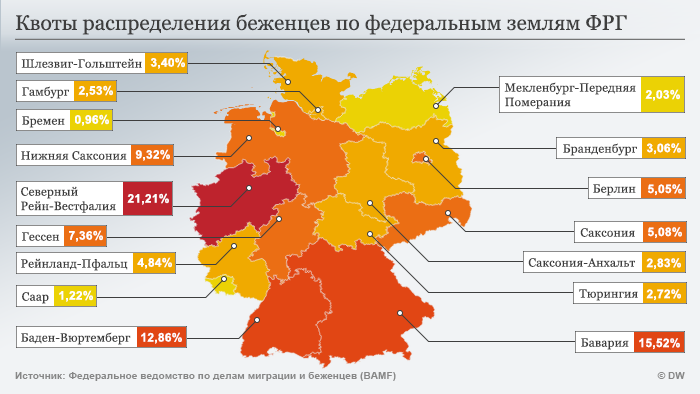 Квоты распределения беженцев по федеральным землям ФРГ
Шлезвиг-Гольштейн 3,40%
Гамбург 2,53%
Бремен 0,96%
Нижняя Саксония 9,32%
Северный
Рейн-Вестфалия 21,21%
Гессен 7,36%
Рейнланд-Пфальц 4,84%
Саар 1,22%
Баден-Вюртемберг 12,86%
Мекленбург-Передняя
Померания 2,03%
Бранденбург 3,06%
Берлин 5,05%
Саксония 5,08%
Саксония-Анхальт 2,83%
Тюрингия 2,72%
Бавария 15,52%
Источник: Федеральное ведомство по делам миграции и беженцев (BAMF)
© DW